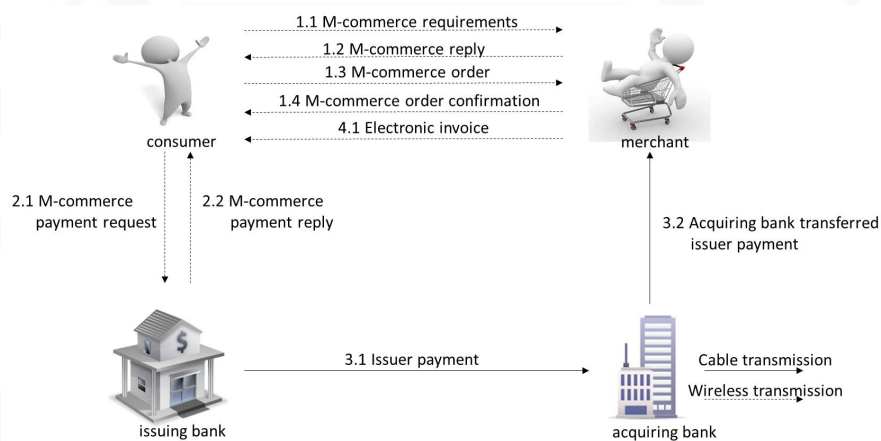 1.1 M-commerce requirements
1.2 M-commerce reply
1.3 M-commerce order
1.4 M-commerce order confirmation
4.1 Electronic invoice
consumer
merchant
2.1 M-commerce
payment request
2.2 M-commerce
payment reply
3.2 Acquiring bank transferred
issuer payment
$
3.1 Issuer payment
Cable transmission
Wireless transmission
issuing bank
acquiring bank